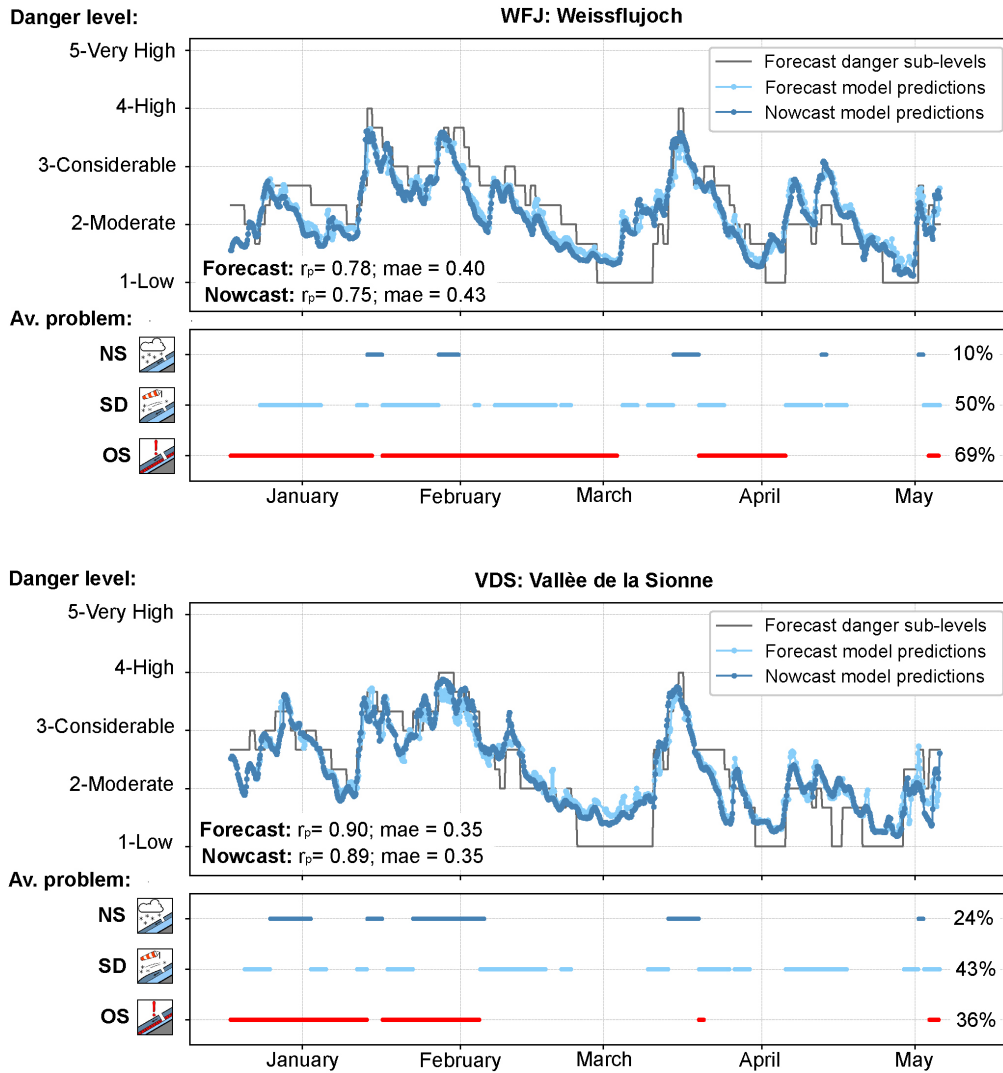 Danger level:
WFJ: Weissflujoch
5-Very High
4-High
3-Considerable
2-Moderate
1-Low
Forecast danger sub-levels
Forecast model predictions
Nowcast model predictions
Forecast: rp= 0.78; mae = 0.40
Nowcast: rp= 0.75; mae = 0.43
Av. problem:
NS 10%
SD 50%
OS 69%
January February March April May
Danger level:
VDS: Vallèe de la Sionne
5-Very High
4-High
3-Considerable
2-Moderate
1-Low
Forecast danger sub-levels
Forecast model predictions
Nowcast model predictions
Forecast: rp= 0.90; mae = 0.35
Nowcast: rp= 0.89; mae = 0.35
Av. problem:
NS 24%
SD 43%
OS 36%
January February March April May